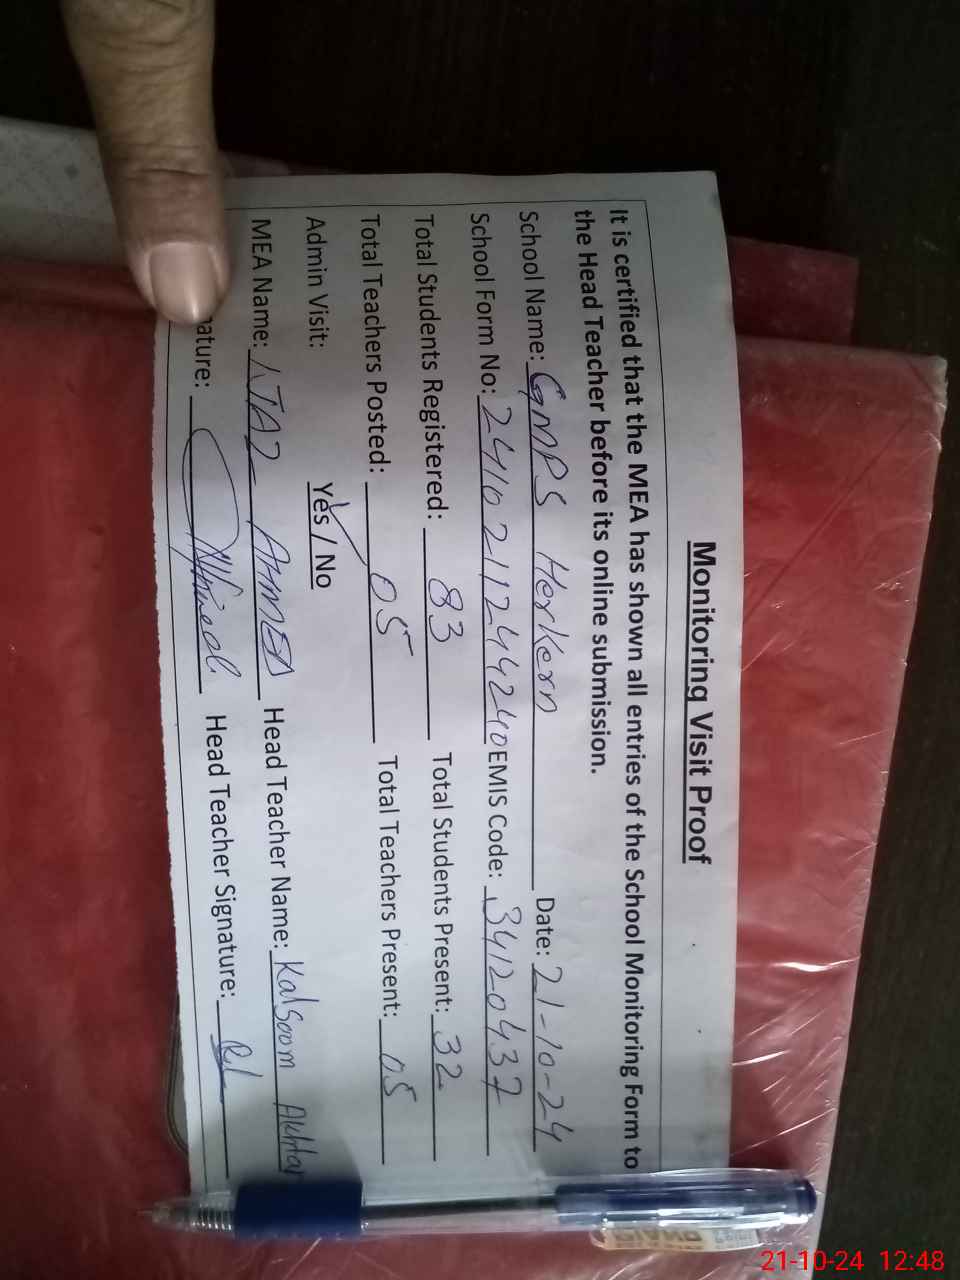 Monitoring Visit Proof
It is certified that the MEA has shown all entries of the School Monitoring Form to
the Head Teacher before its online submission.
School Name: GMPS Herkern Date: 21-10-24
School Form No: 241021124424 EMIS Code: 34120437
Total Students Registered: 83 Total Students Present: 32
Total Teachers Posted: 05 Total Teachers Present: 05
Admin Visit: Yes / No
MEA Name: IJAZ AHMED Head Teacher Name: Kalsoom Akhtar
ature: Head Teacher Signature:
PIANO
21-10-24 12:48